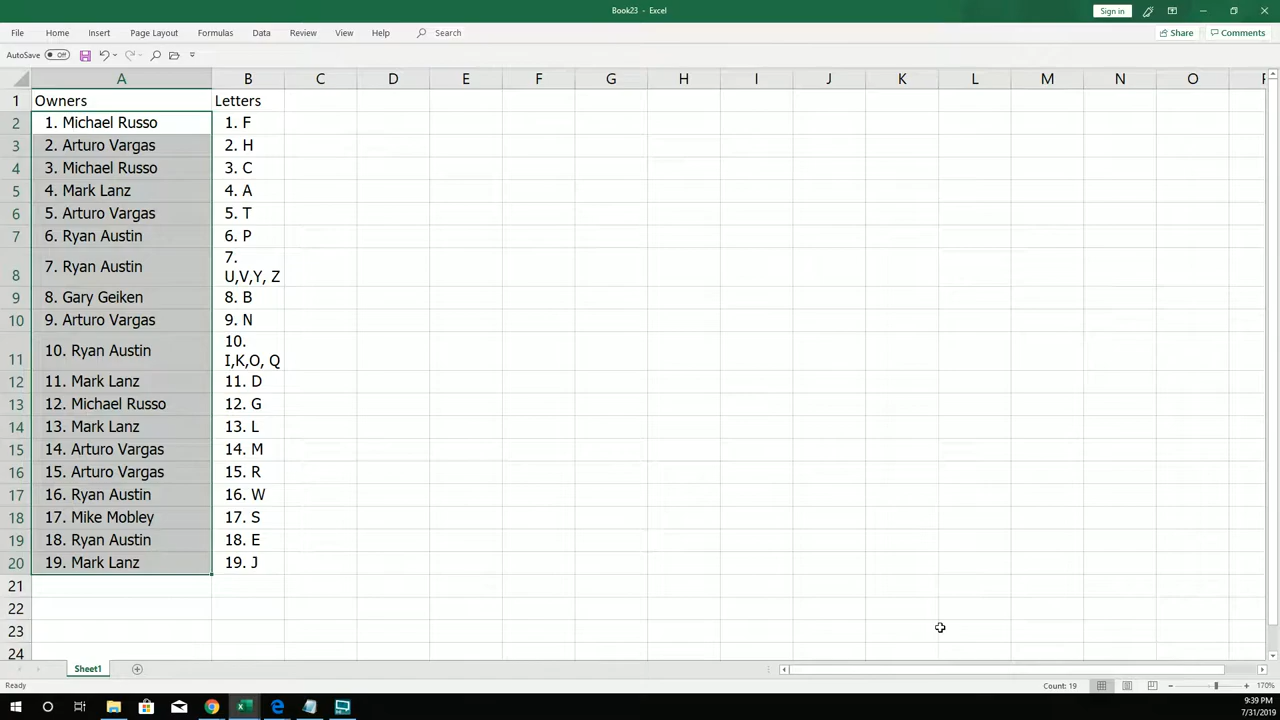 Book23 - Excel
Sign in
File Home Insert Page Layout Formulas Data Review View Help Search Share Comments
AutoSave Off
A B C D E F G H I J K L M N O
1 Owners Letters
2 1. Michael Russo 1. F
3 2. Arturo Vargas 2. H
4 3. Michael Russo 3. C
5 4. Mark Lanz 4. A
6 5. Arturo Vargas 5. T
7 6. Ryan Austin 6. P
8 7. Ryan Austin 7.
U,V,Y, Z
9 8. Gary Geiken 8. B
10 9. Arturo Vargas 9. N
11 10. Ryan Austin 10.
I,K,O, Q
12 11. Mark Lanz 11. D
13 12. Michael Russo 12. G
14 13. Mark Lanz 13. L
15 14. Arturo Vargas 14. M
16 15. Arturo Vargas 15. R
17 16. Ryan Austin 16. W
18 17. Mike Mobley 17. S
19 18. Ryan Austin 18. E
20 19. Mark Lanz 19. J
21
22
23
24
Sheet1
Ready Count: 19 170%
9:39 PM
7/31/2019